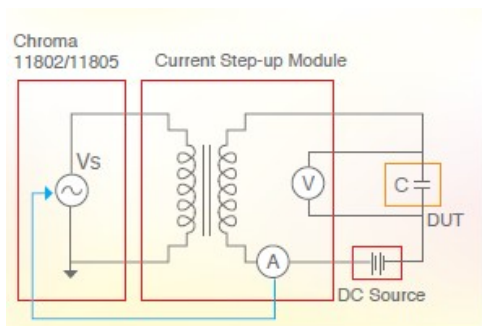 Chroma
11802/11805
Current Step-up Module
Vs
V
C
DUT
A
DC Source